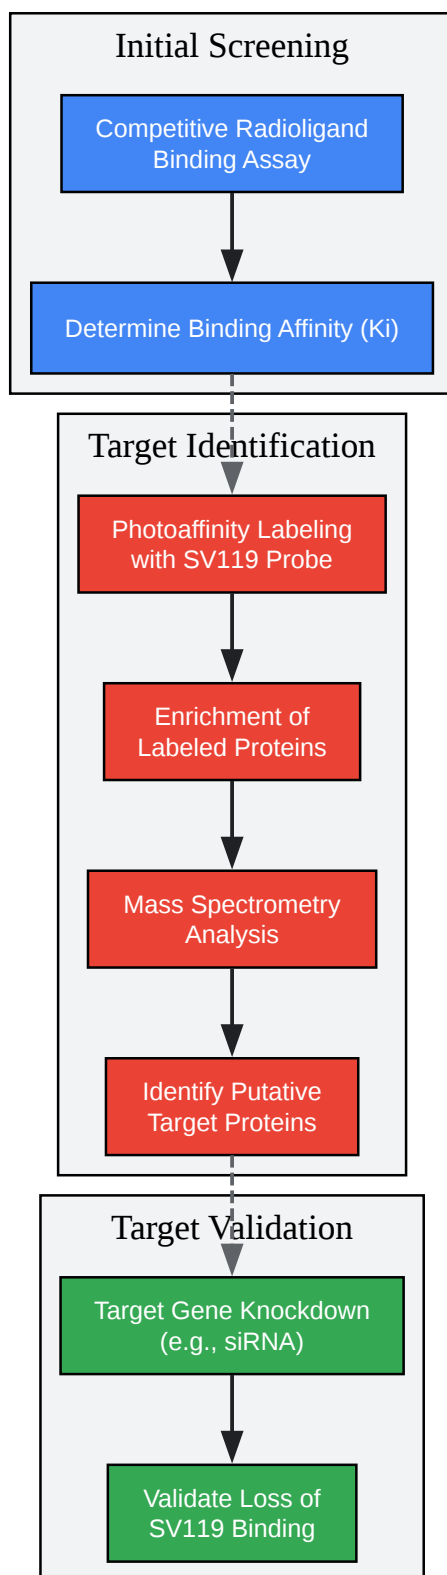 Initial Screening
Competitive Radioligand
Binding Assay
Determine Binding Affinity (Ki)
Target Identification
Photoaffinity Labeling
with SV119 Probe
Enrichment of
Labeled Proteins
Mass Spectrometry
Analysis
Identify Putative
Target Proteins
Target Validation
Target Gene Knockdown
(e.g., siRNA)
Validate Loss of
SV119 Binding